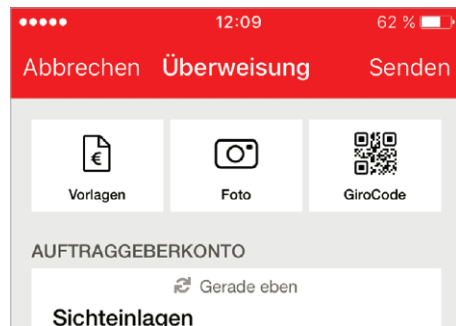 12:09 62 %
Abbrechen Überweisung Senden
€
Vorlagen Foto GiroCode
AUFTRAGGEBERKONTO
Gerade eben
Sichteinlagen